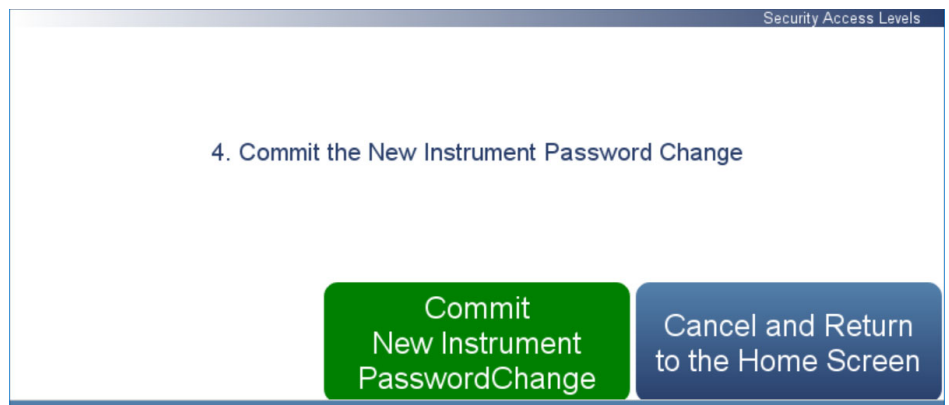 Security Access Levels
4. Commit the New Instrument Password Change
Commit
New Instrument
PasswordChange
Cancel and Return
to the Home Screen